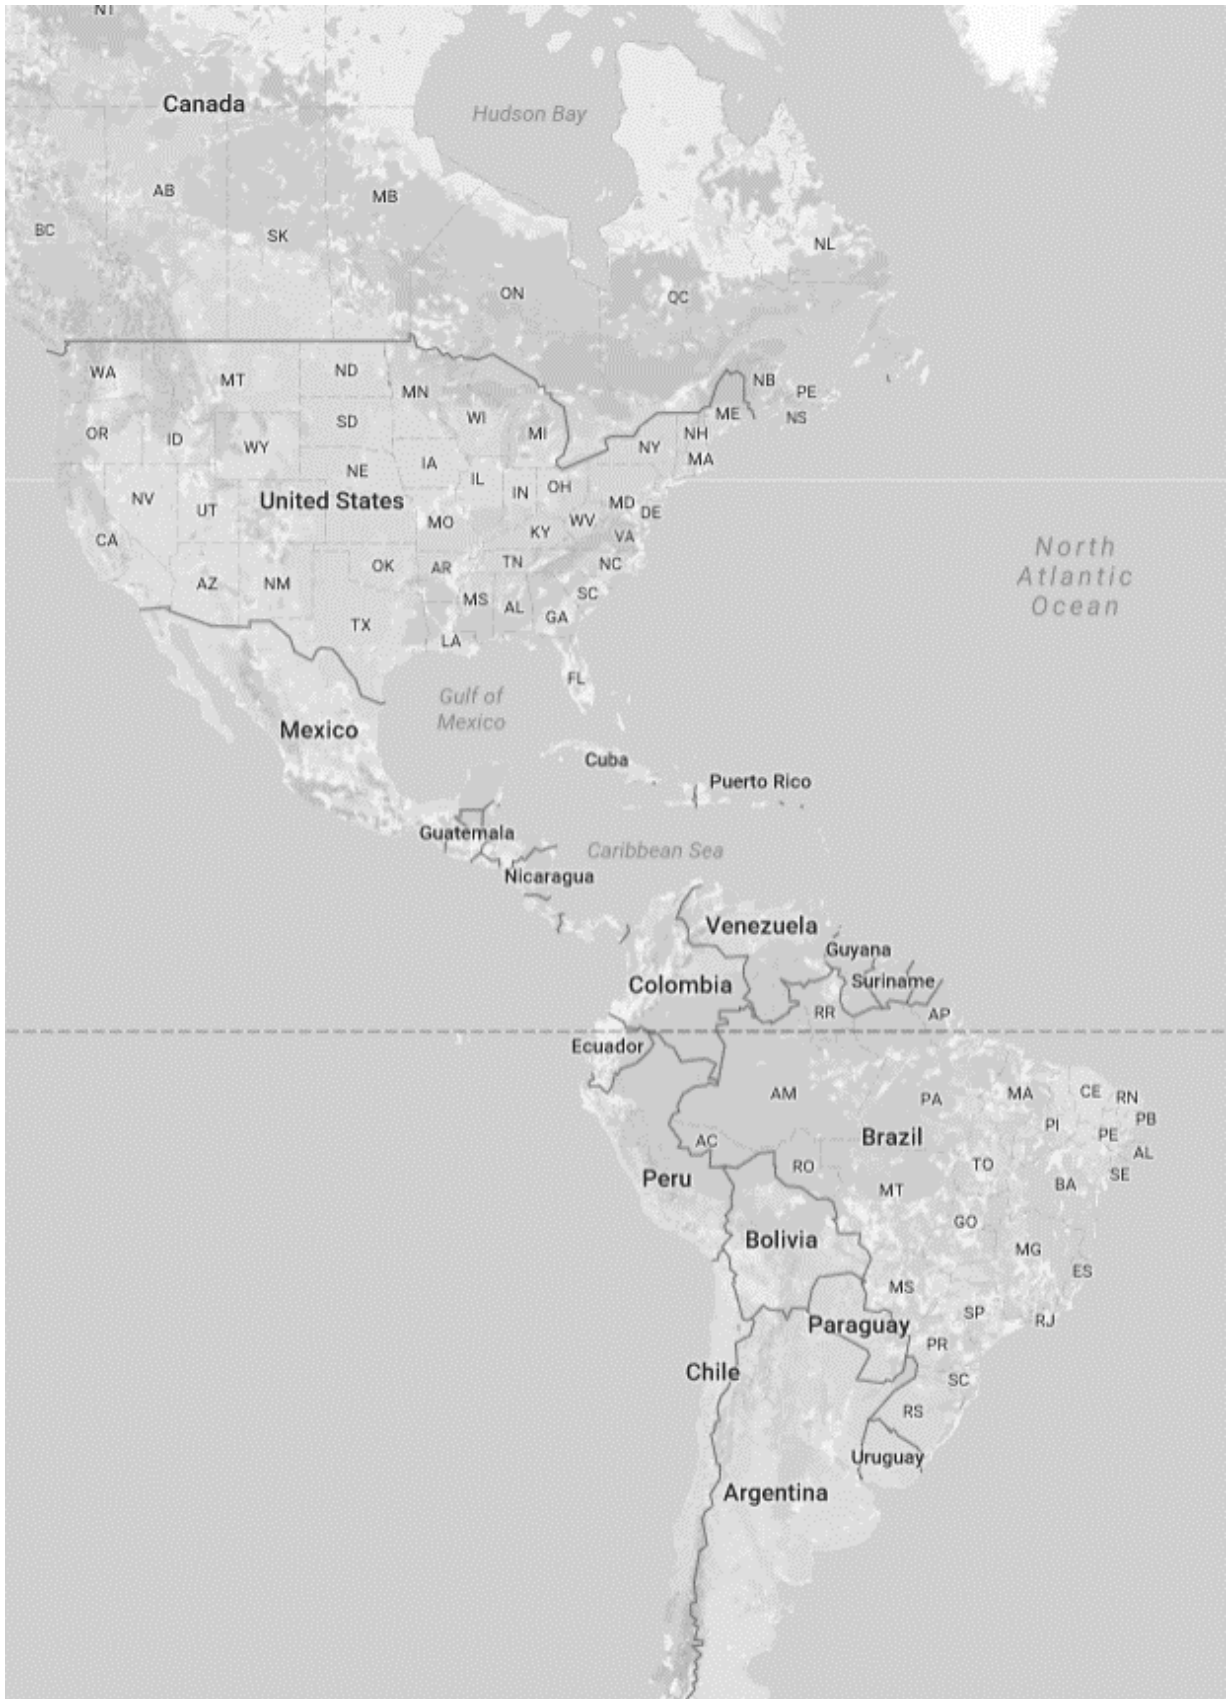 NT
Canada
Hudson Bay
AB
MB
BC
SK
NL
ON
QC
WA
MT
ND
MN
NB
PE
OR
ID
WY
SD
WI
MI
ME
NS
NH
NY
MA
NE
IA
IL
IN
OH
NV
UT
United States
MO
KY
WV
MD
DE
VA
CA
AZ
NM
OK
AR
TN
NC
MS
AL
SC
GA
TX
LA
FL
North
Atlantic
Ocean
Gulf of
Mexico
Mexico
Cuba
Puerto Rico
Guatemala
Caribbean Sea
Nicaragua
Venezuela
Guyana
Colombia
Suriname
RR
AP
Ecuador
AM
PA
MA
CE
RN
PB
PI
PE
AC
Brazil
AL
Peru
RO
TO
SE
MT
BA
GO
Bolivia
MG
ES
MS
SP
RJ
Paraguay
PR
Chile
SC
RS
Uruguay
Argentina